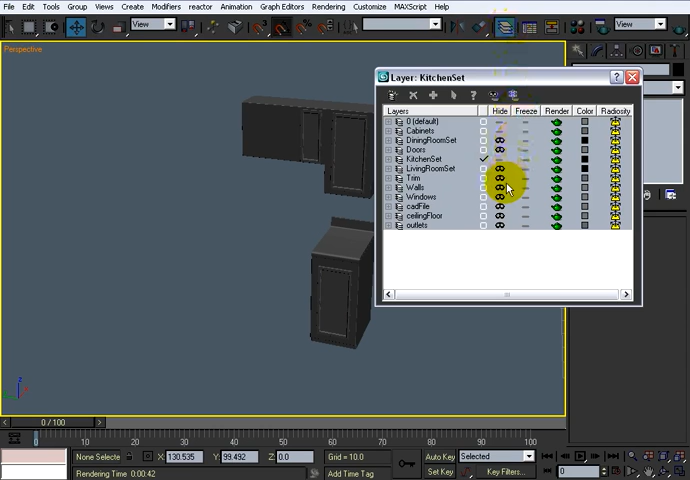 File Edit Tools Group Views Create Modifiers reactor Animation Graph Editors Rendering Customize MAXScript Help
View View
Perspective
Layer: KitchenSet
Layers Hide Freeze Render Color Radiosity
0 (default)
Cabinets
DiningRoomSet
Doors
KitchenSet
LivingRoomSet
Trim
Walls
Windows
cadFile
ceilingFloor
outlets
z
0 / 100
0 10 20 30 40 50 60 70 80 90 100
None Selecte X: 130.535 Y: 99.492 Z: 0.0 Grid = 10.0 Auto Key Selected
Rendering Time 0:00:42 Add Time Tag Set Key Key Filters... 0